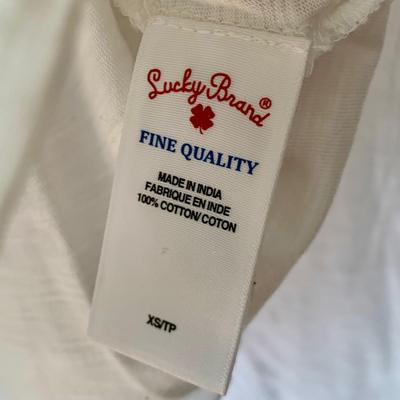 Lucky Brand®
FINE QUALITY
MADE IN INDIA
FABRIQUE EN INDE
100% COTTON/COTON
XS/TP